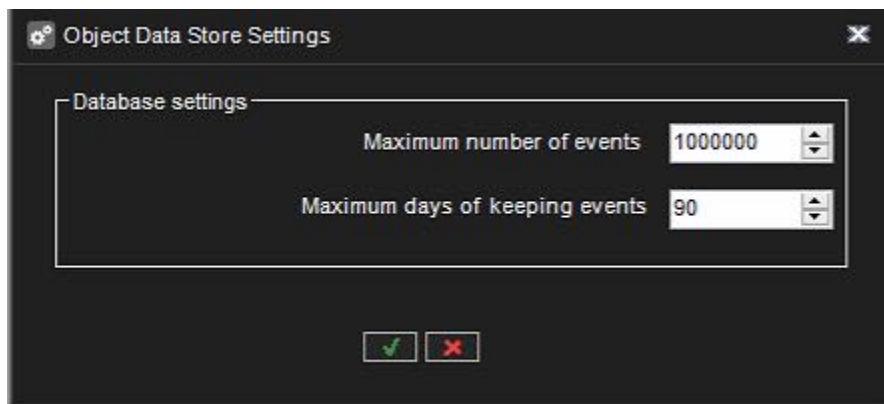 Object Data Store Settings
Database settings
Maximum number of events 1000000
Maximum days of keeping events 90